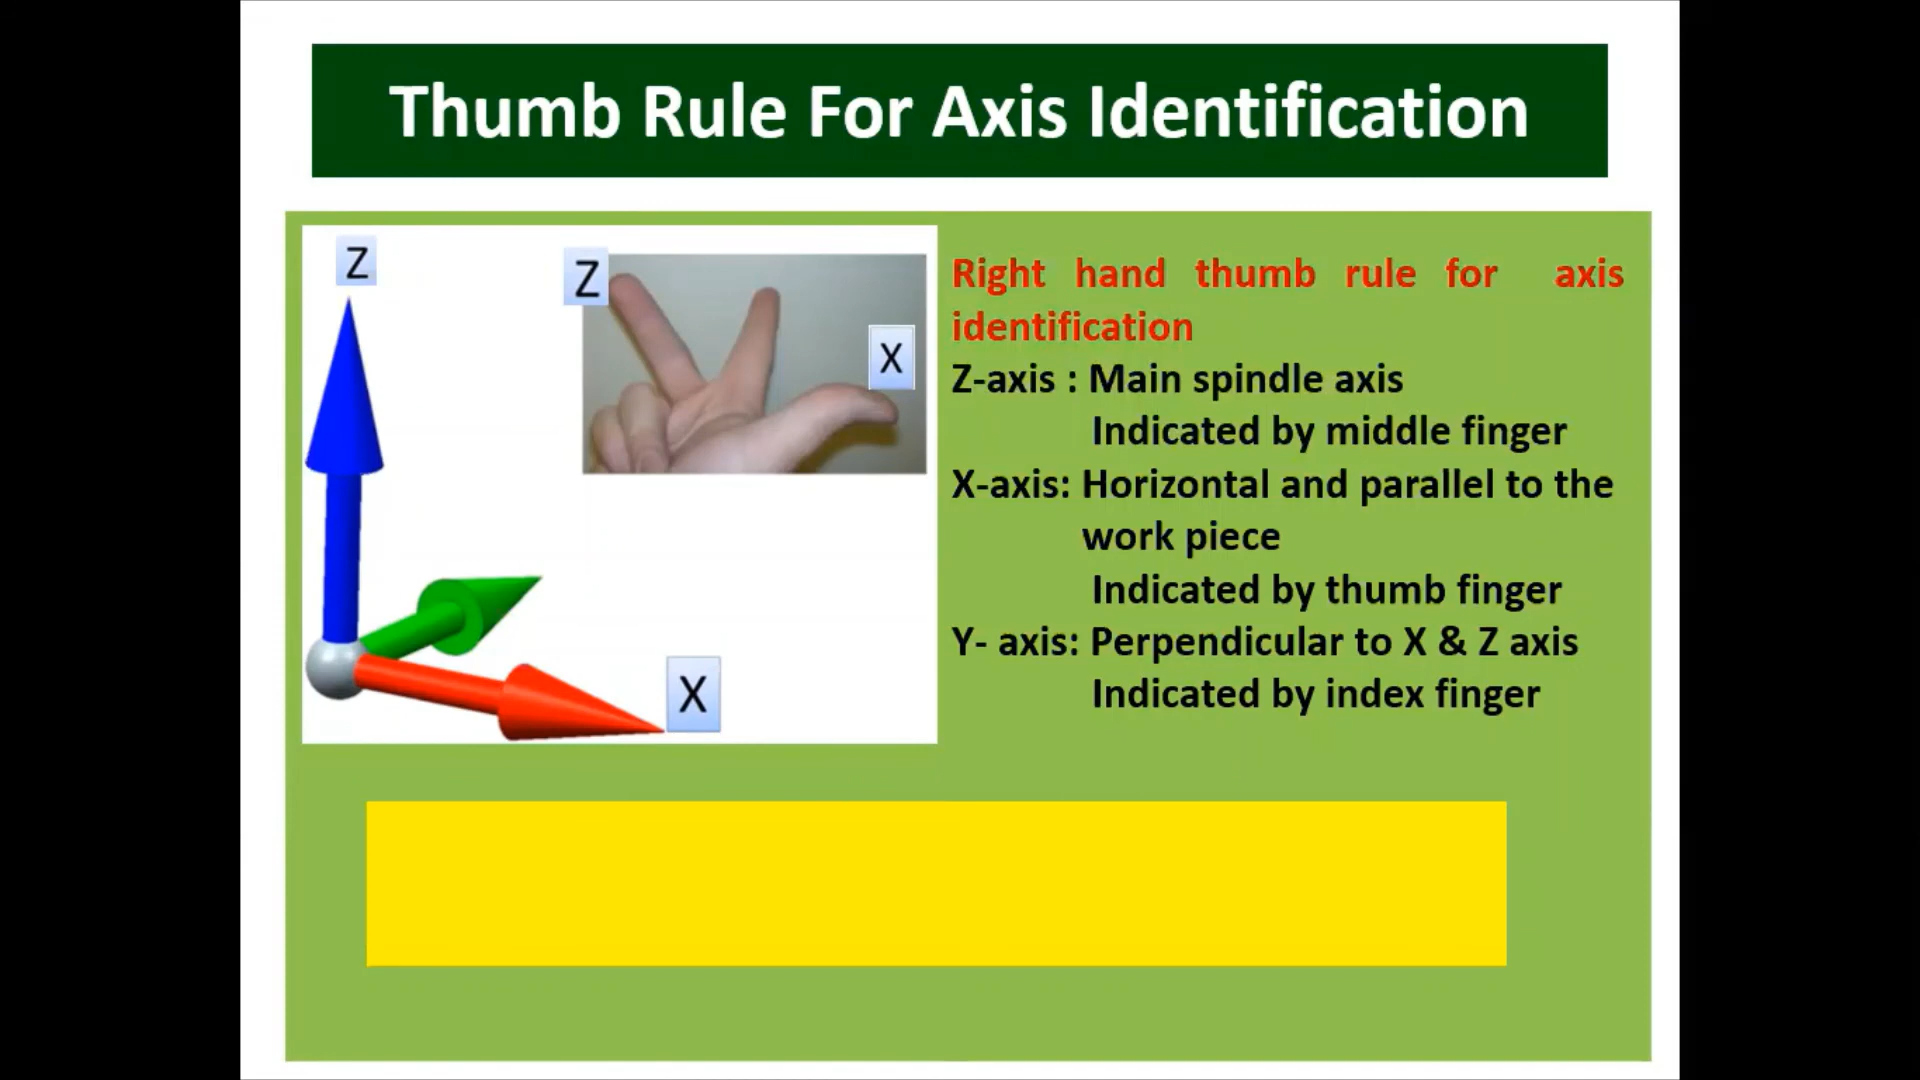 Thumb Rule For Axis Identification
Z
Z
X
X
Right hand thumb rule for axis
identification
Z-axis : Main spindle axis
Indicated by middle finger
X-axis: Horizontal and parallel to the
work piece
Indicated by thumb finger
Y- axis: Perpendicular to X & Z axis
Indicated by index finger